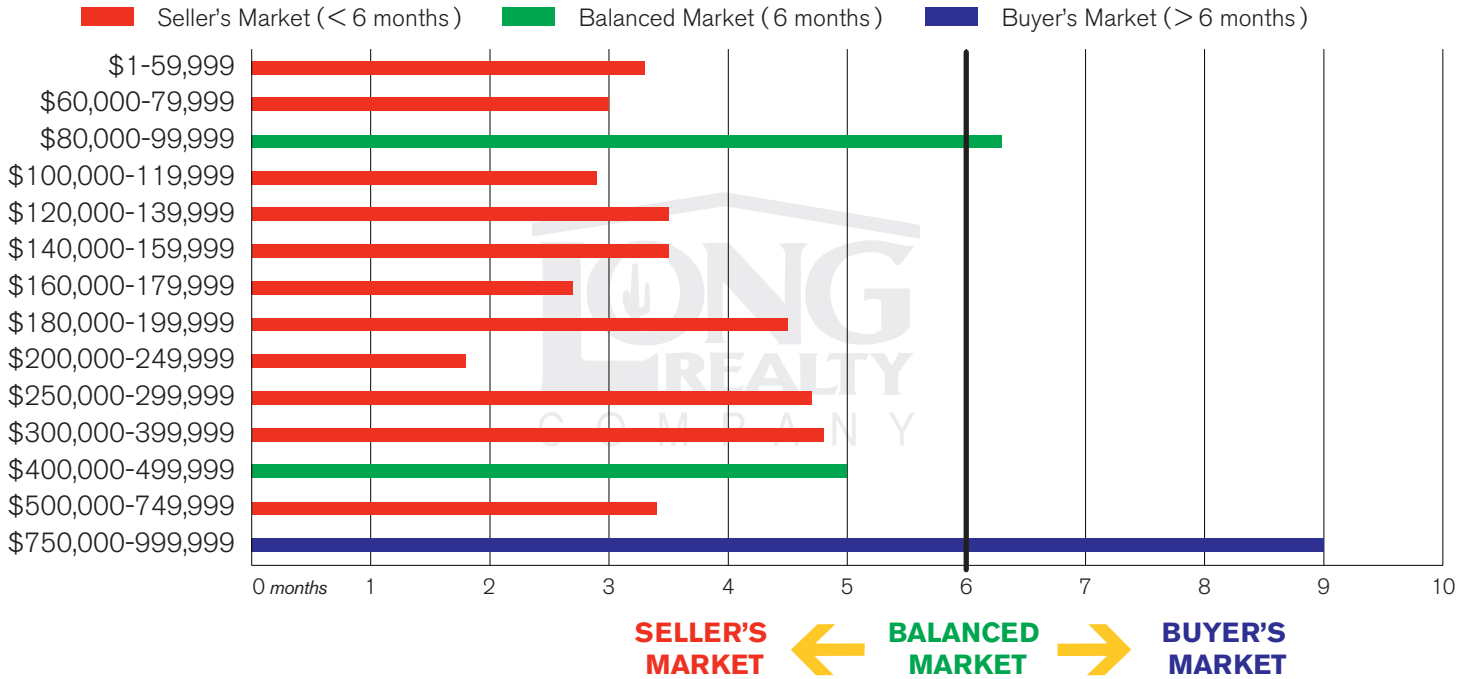 Seller's Market (< 6 months)
Balanced Market (6 months)
Buyer's Market (> 6 months)
$1-59,999
$60,000-79,999
$80,000-99,999
$100,000-119,999
$120,000-139,999
$140,000-159,999
$160,000-179,999
$180,000-199,999
$200,000-249,999
$250,000-299,999
$300,000-399,999
$400,000-499,999
$500,000-749,999
$750,000-999,999
LONG
REALTY
COMPANY
0 months 1 2 3 4 5 6 7 8 9 10
SELLER'S
MARKET
BALANCED
MARKET
BUYER'S
MARKET